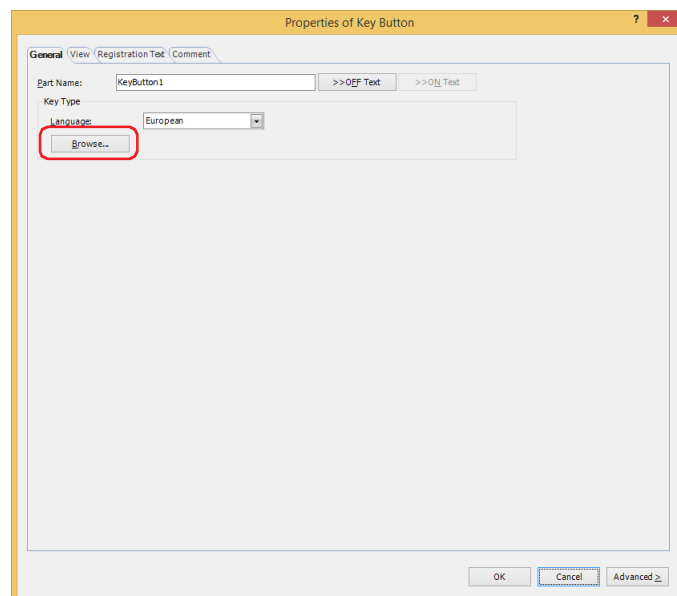 Properties of Key Button ? ×
General View Registration Text Comment
Part Name: KeyButton1 >>OFF Text >>ON Text
Key Type
Language: European
Browse...
OK Cancel Advanced >